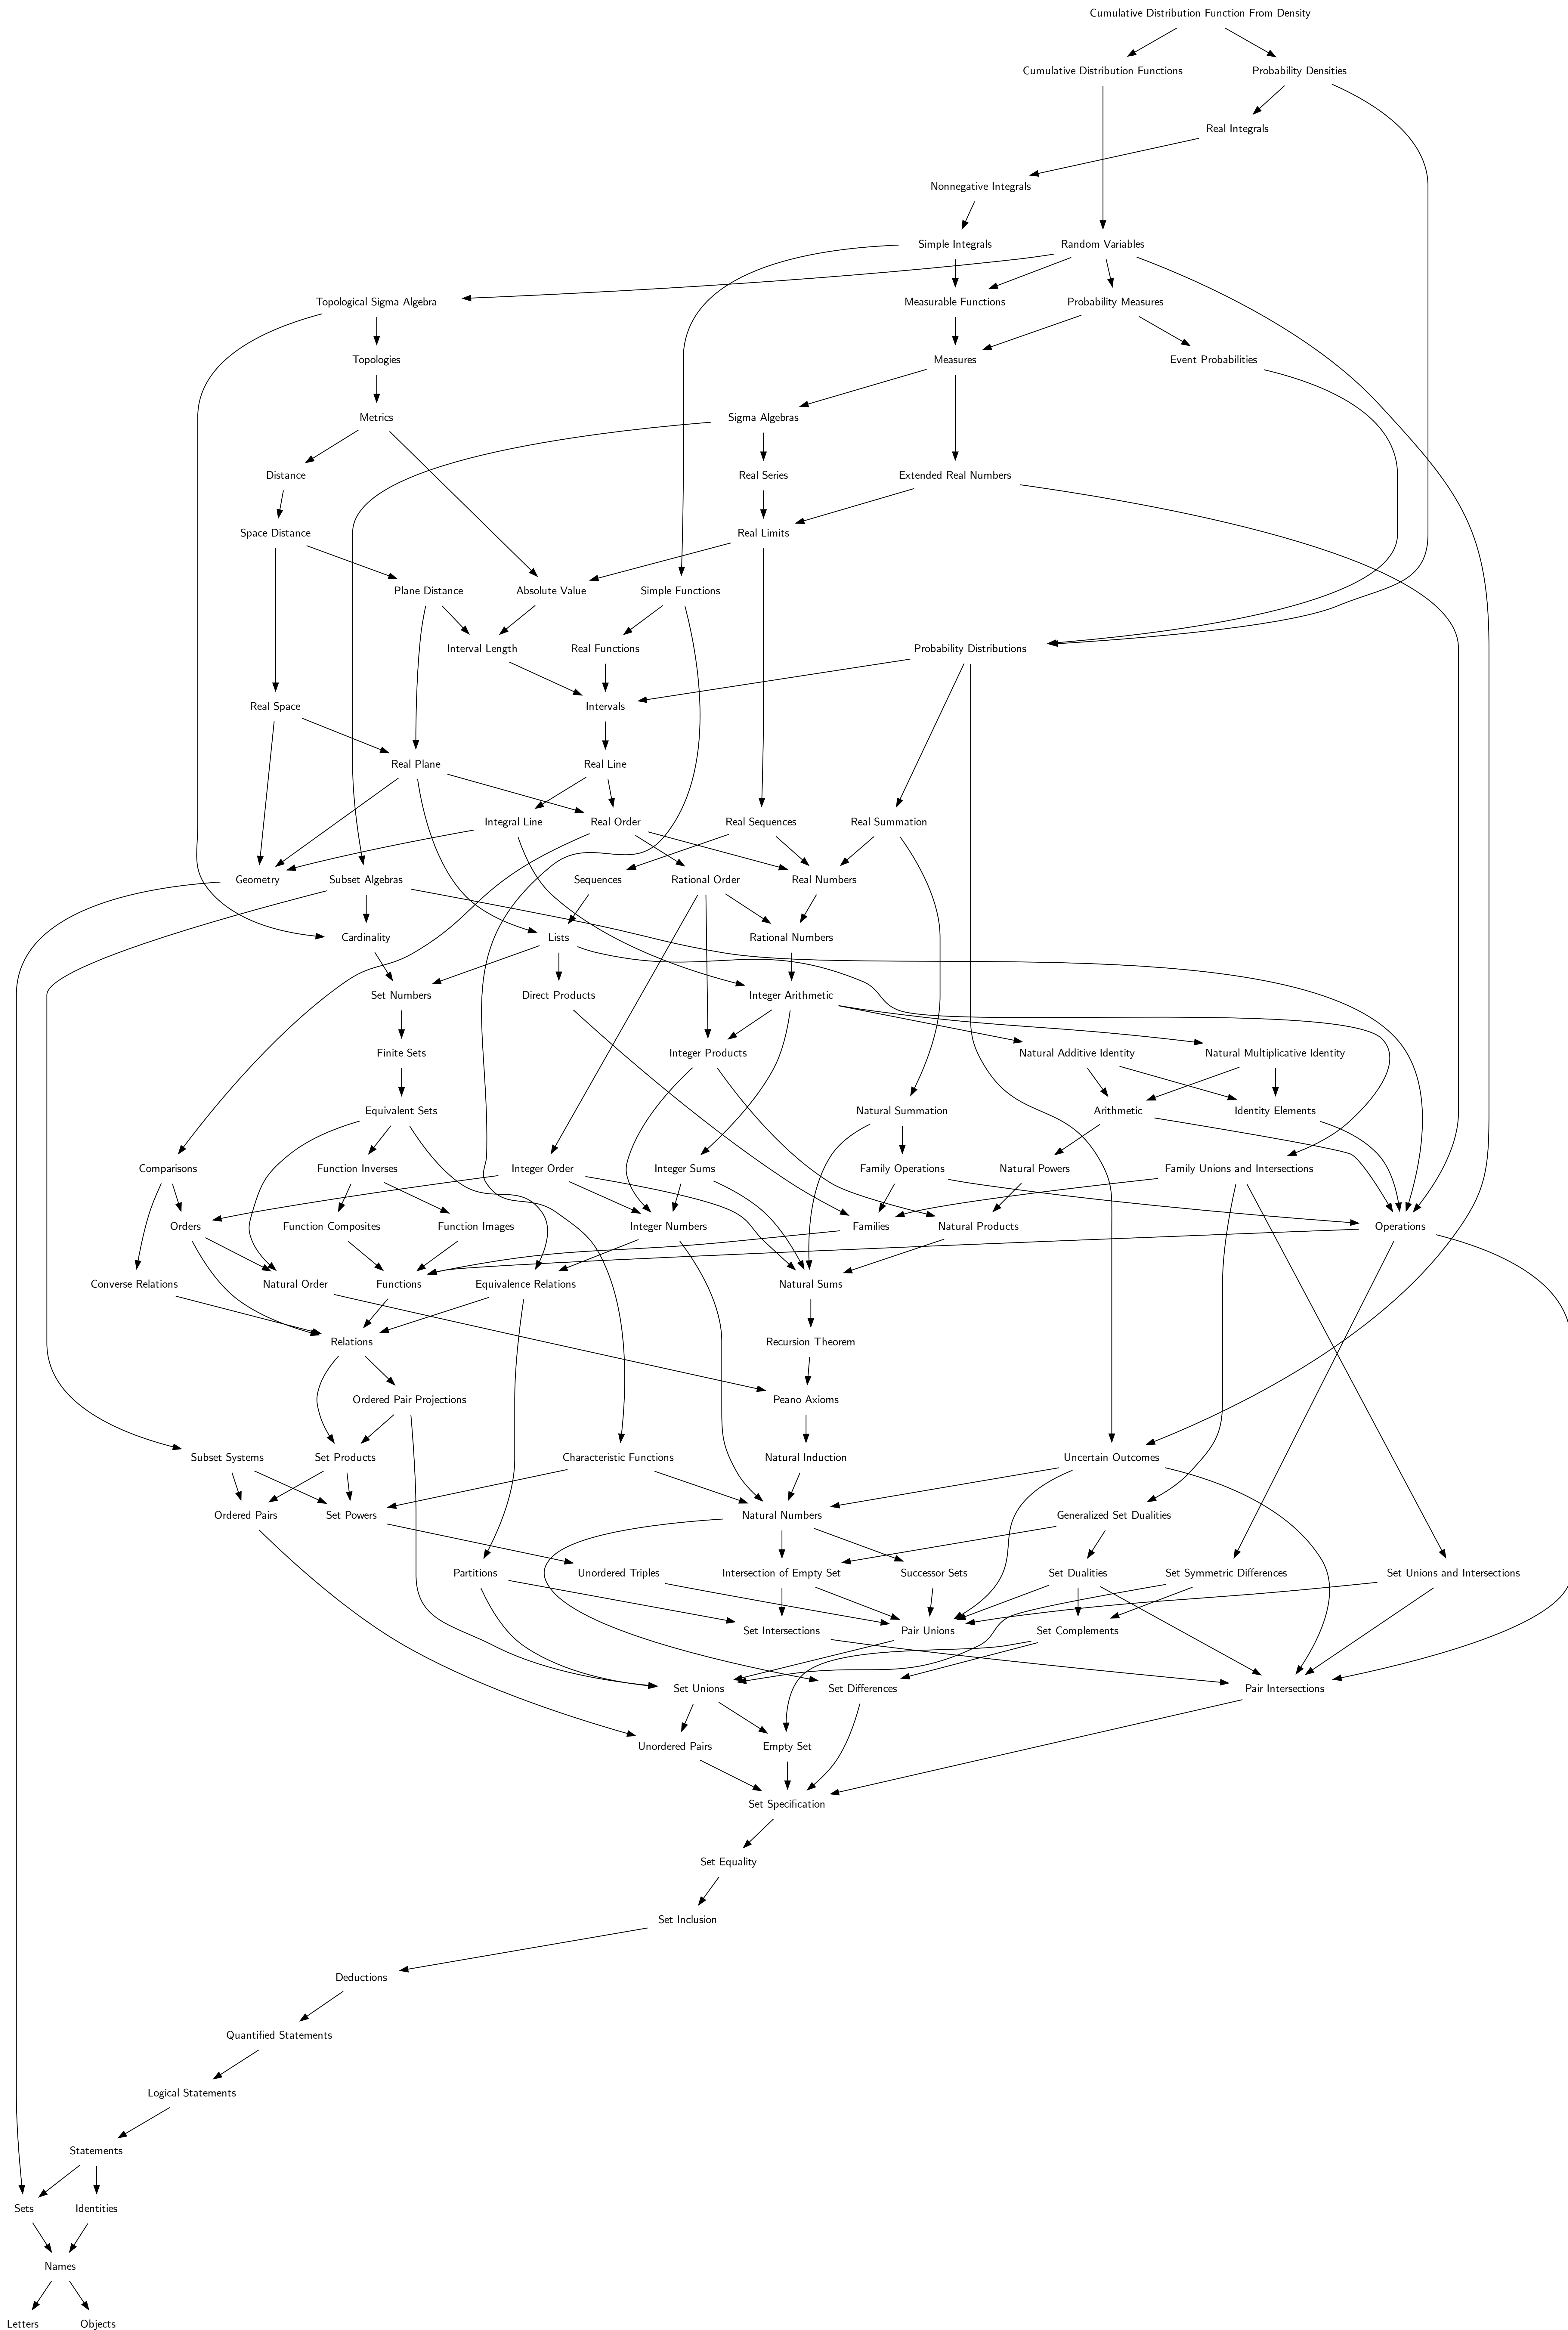 Cumulative Distribution Function From Density
Cumulative Distribution Functions
Probability Densities
Real Integrals
Nonnegative Integrals
Simple Integrals
Random Variables
Topological Sigma Algebra
Measurable Functions
Probability Measures
Topologies
Measures
Event Probabilities
Metrics
Sigma Algebras
Distance
Real Series
Extended Real Numbers
Space Distance
Real Limits
Plane Distance
Absolute Value
Simple Functions
Interval Length
Real Functions
Probability Distributions
Real Space
Intervals
Real Plane
Real Line
Integral Line
Real Order
Real Sequences
Real Summation
Geometry
Subset Algebras
Sequences
Rational Order
Real Numbers
Cardinality
Lists
Rational Numbers
Set Numbers
Direct Products
Integer Arithmetic
Finite Sets
Integer Products
Natural Additive Identity
Natural Multiplicative Identity
Equivalent Sets
Natural Summation
Arithmetic
Identity Elements
Comparisons
Function Inverses
Integer Order
Integer Sums
Family Operations
Natural Powers
Family Unions and Intersections
Orders
Function Composites
Function Images
Integer Numbers
Families
Natural Products
Operations
Converse Relations
Natural Order
Functions
Equivalence Relations
Natural Sums
Relations
Recursion Theorem
Ordered Pair Projections
Peano Axioms
Subset Systems
Set Products
Characteristic Functions
Natural Induction
Uncertain Outcomes
Ordered Pairs
Set Powers
Natural Numbers
Generalized Set Dualities
Partitions
Unordered Triples
Intersection of Empty Set
Successor Sets
Set Dualities
Set Symmetric Differences
Set Unions and Intersections
Set Intersections
Pair Unions
Set Complements
Set Unions
Set Differences
Pair Intersections
Unordered Pairs
Empty Set
Set Specification
Set Equality
Set Inclusion
Deductions
Quantified Statements
Logical Statements
Statements
Sets
Identities
Names
Letters
Objects